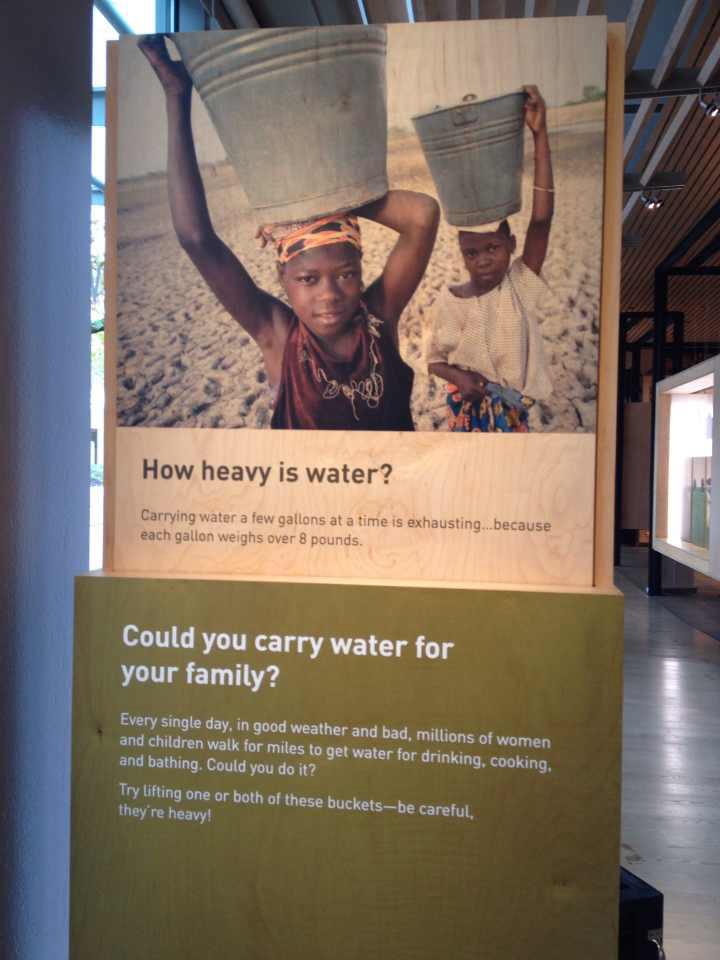 How heavy is water?
Carrying water a few gallons at a time is exhausting...because
each gallon weighs over 8 pounds.
Could you carry water for
your family?
Every single day, in good weather and bad, millions of women
and children walk for miles to get water for drinking, cooking,
and bathing. Could you do it?
Try lifting one or both of these buckets—be careful,
they're heavy!